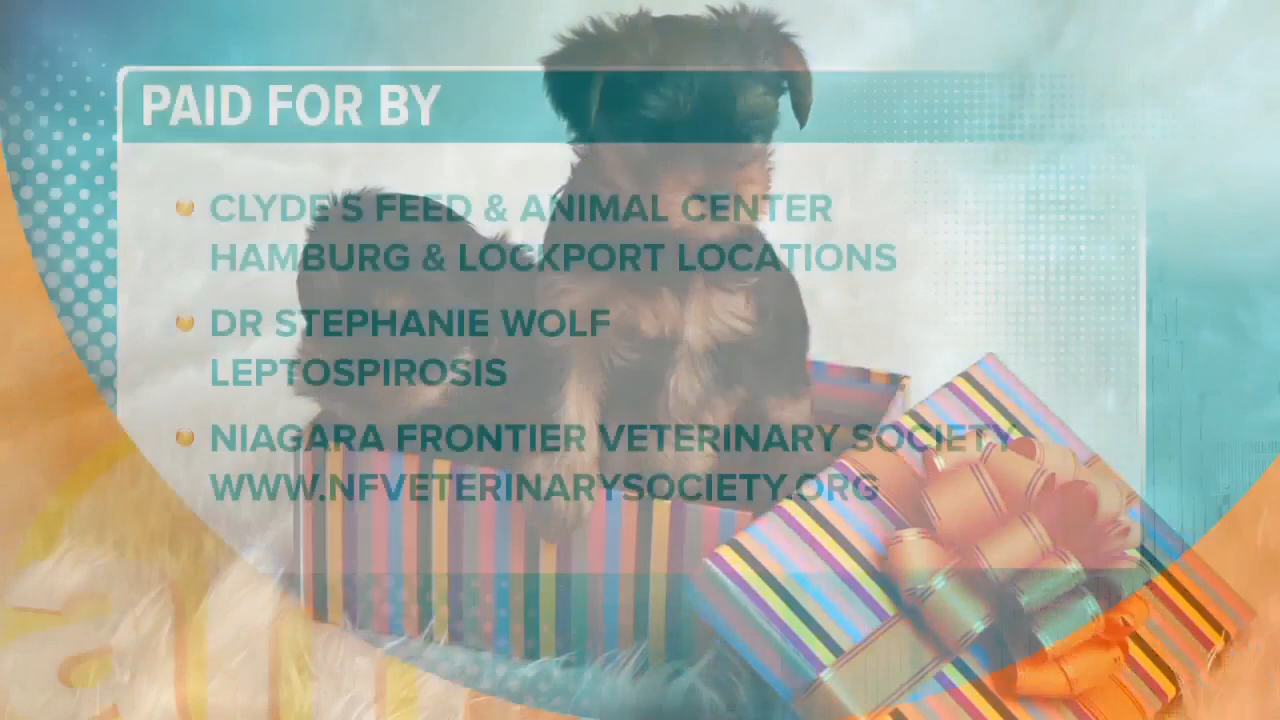 PAID FOR BY
CLYDE'S FEED & ANIMAL CENTER
HAMBURG & LOCKPORT LOCATIONS
DR STEPHANIE WOLF
LEPTOSPIROSIS
NIAGARA FRONTIER VETERINARY SOCIETY
WWW.NFVETERINARYSOCIETY.ORG